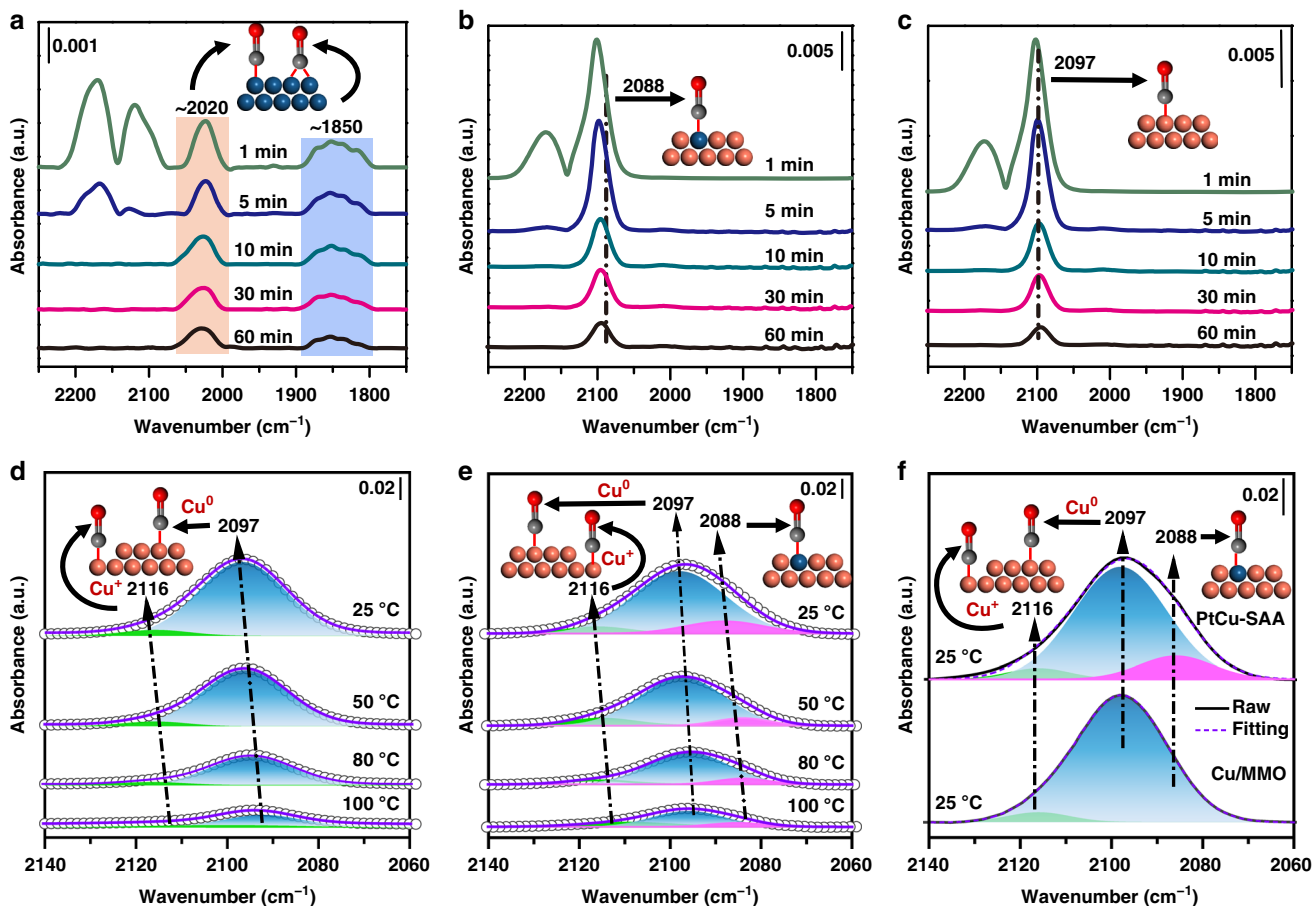 a
0.001
~2020
~1850
1 min
5 min
10 min
30 min
60 min
Absorbance (a.u.)
2200 2100 2000 1900 1800
Wavenumber (cm⁻¹)
b
0.005
2088
1 min
5 min
10 min
30 min
60 min
Absorbance (a.u.)
2200 2100 2000 1900 1800
Wavenumber (cm⁻¹)
c
0.005
2097
1 min
5 min
10 min
30 min
60 min
Absorbance (a.u.)
2200 2100 2000 1900 1800
Wavenumber (cm⁻¹)
d
0.02
Cu⁰
2097
Cu⁺
2116
25 °C
50 °C
80 °C
100 °C
Absorbance (a.u.)
2140 2120 2100 2080 2060
Wavenumber (cm⁻¹)
e
0.02
Cu⁰
2097
2088
Cu⁺
2116
25 °C
50 °C
80 °C
100 °C
Absorbance (a.u.)
2140 2120 2100 2080 2060
Wavenumber (cm⁻¹)
f
0.02
Cu⁰
2097
2088
Cu⁺
2116
PtCu-SAA
25 °C
Raw
Fitting
Cu/MMO
25 °C
Absorbance (a.u.)
2140 2120 2100 2080 2060
Wavenumber (cm⁻¹)